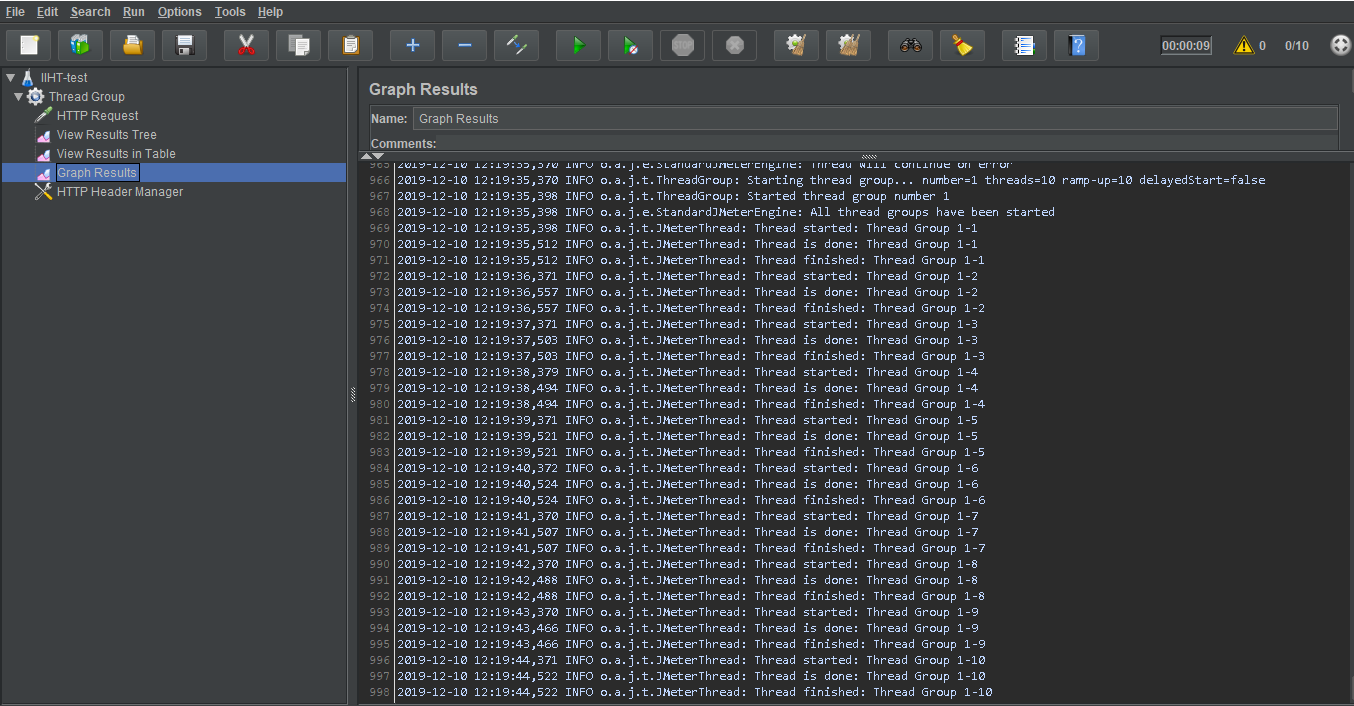 File Edit Search Run Options Tools Help
STOP 00:00:09 0 0/10
IIHT-test
Thread Group
HTTP Request
View Results Tree
View Results in Table
Graph Results
HTTP Header Manager
Graph Results
Name: Graph Results
Comments:
965 2019-12-10 12:19:35,370 INFO o.a.j.e.StandardJMeterEngine: Thread will continue on error
966 2019-12-10 12:19:35,370 INFO o.a.j.t.ThreadGroup: Starting thread group... number=1 threads=10 ramp-up=10 delayedStart=false
967 2019-12-10 12:19:35,398 INFO o.a.j.t.ThreadGroup: Started thread group number 1
968 2019-12-10 12:19:35,398 INFO o.a.j.e.StandardJMeterEngine: All thread groups have been started
969 2019-12-10 12:19:35,398 INFO o.a.j.t.JMeterThread: Thread started: Thread Group 1-1
970 2019-12-10 12:19:35,512 INFO o.a.j.t.JMeterThread: Thread is done: Thread Group 1-1
971 2019-12-10 12:19:35,512 INFO o.a.j.t.JMeterThread: Thread finished: Thread Group 1-1
972 2019-12-10 12:19:36,371 INFO o.a.j.t.JMeterThread: Thread started: Thread Group 1-2
973 2019-12-10 12:19:36,557 INFO o.a.j.t.JMeterThread: Thread is done: Thread Group 1-2
974 2019-12-10 12:19:36,557 INFO o.a.j.t.JMeterThread: Thread finished: Thread Group 1-2
975 2019-12-10 12:19:37,371 INFO o.a.j.t.JMeterThread: Thread started: Thread Group 1-3
976 2019-12-10 12:19:37,503 INFO o.a.j.t.JMeterThread: Thread is done: Thread Group 1-3
977 2019-12-10 12:19:37,503 INFO o.a.j.t.JMeterThread: Thread finished: Thread Group 1-3
978 2019-12-10 12:19:38,379 INFO o.a.j.t.JMeterThread: Thread started: Thread Group 1-4
979 2019-12-10 12:19:38,494 INFO o.a.j.t.JMeterThread: Thread is done: Thread Group 1-4
980 2019-12-10 12:19:38,494 INFO o.a.j.t.JMeterThread: Thread finished: Thread Group 1-4
981 2019-12-10 12:19:39,371 INFO o.a.j.t.JMeterThread: Thread started: Thread Group 1-5
982 2019-12-10 12:19:39,521 INFO o.a.j.t.JMeterThread: Thread is done: Thread Group 1-5
983 2019-12-10 12:19:39,521 INFO o.a.j.t.JMeterThread: Thread finished: Thread Group 1-5
984 2019-12-10 12:19:40,372 INFO o.a.j.t.JMeterThread: Thread started: Thread Group 1-6
985 2019-12-10 12:19:40,524 INFO o.a.j.t.JMeterThread: Thread is done: Thread Group 1-6
986 2019-12-10 12:19:40,524 INFO o.a.j.t.JMeterThread: Thread finished: Thread Group 1-6
987 2019-12-10 12:19:41,370 INFO o.a.j.t.JMeterThread: Thread started: Thread Group 1-7
988 2019-12-10 12:19:41,507 INFO o.a.j.t.JMeterThread: Thread is done: Thread Group 1-7
989 2019-12-10 12:19:41,507 INFO o.a.j.t.JMeterThread: Thread finished: Thread Group 1-7
990 2019-12-10 12:19:42,370 INFO o.a.j.t.JMeterThread: Thread started: Thread Group 1-8
991 2019-12-10 12:19:42,488 INFO o.a.j.t.JMeterThread: Thread is done: Thread Group 1-8
992 2019-12-10 12:19:42,488 INFO o.a.j.t.JMeterThread: Thread finished: Thread Group 1-8
993 2019-12-10 12:19:43,370 INFO o.a.j.t.JMeterThread: Thread started: Thread Group 1-9
994 2019-12-10 12:19:43,466 INFO o.a.j.t.JMeterThread: Thread is done: Thread Group 1-9
995 2019-12-10 12:19:43,466 INFO o.a.j.t.JMeterThread: Thread finished: Thread Group 1-9
996 2019-12-10 12:19:44,371 INFO o.a.j.t.JMeterThread: Thread started: Thread Group 1-10
997 2019-12-10 12:19:44,522 INFO o.a.j.t.JMeterThread: Thread is done: Thread Group 1-10
998 2019-12-10 12:19:44,522 INFO o.a.j.t.JMeterThread: Thread finished: Thread Group 1-10